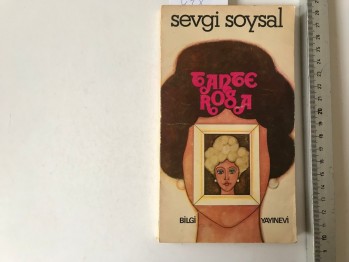 sevgi soysal
TANTE
ROSA
BİLGİ YAYINEVİ